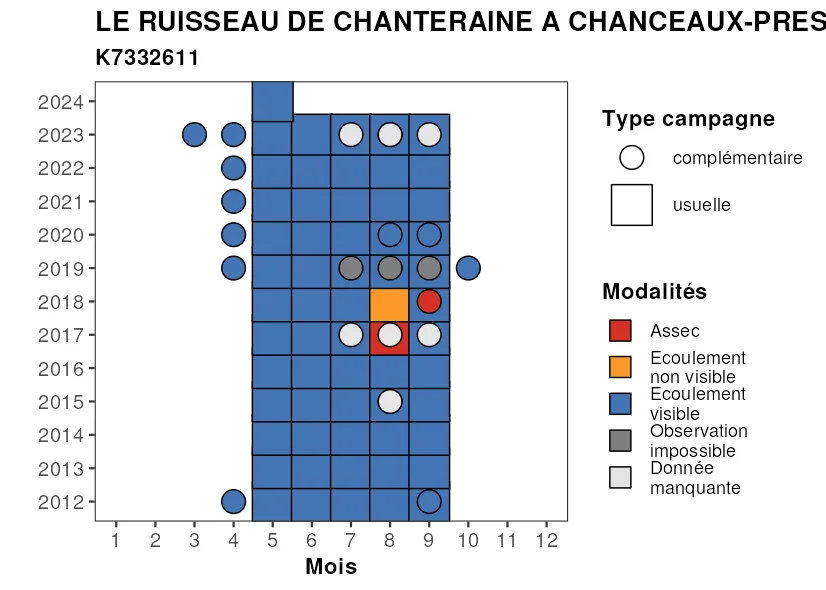 LE RUISSEAU DE CHANTERAINE A CHANCEAUX-PRES
K7332611
2024
2023
2022
2021
2020
2019
2018
2017
2016
2015
2014
2013
2012
1 2 3 4 5 6 7 8 9 10 11 12
Mois
Type campagne
complémentaire
usuelle
Modalités
Assec
Ecoulement
non visible
Ecoulement
visible
Observation
impossible
Donnée
manquante